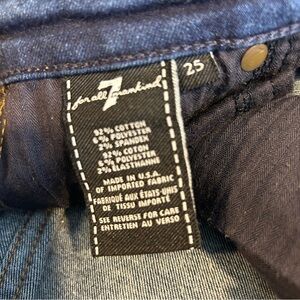 7
for all mankind
25
92% COTTON
6% POLYESTER
2% SPANDEX
92% COTON
6% POLYESTER
2% ELASTHANNE
MADE IN U.S.A.
OF IMPORTED FABRIC
FABRIQUÉ AUX ÉTATS-UNIS
DE TISSO IMPORTÉ
SEE REVERSE FOR CARE
ENTRETIEN AU VERSO